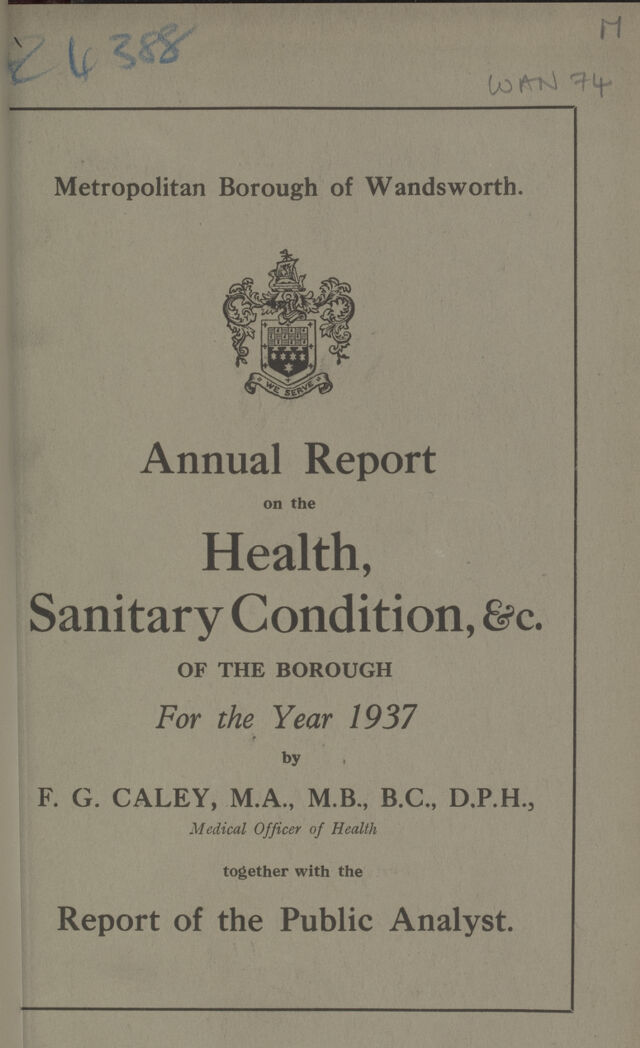 24388
M
WAN 74
Metropolitan Borough of Wandsworth.
WE SERVE
Annual Report
on the
Health,
Sanitary Condition, &c.
OF THE BOROUGH
For the Year 1937
by
F. G. CALEY, M.A., M.B., B.C., D.P.H.,
Medical Officer of Health
together with the
Report of the Public Analyst.